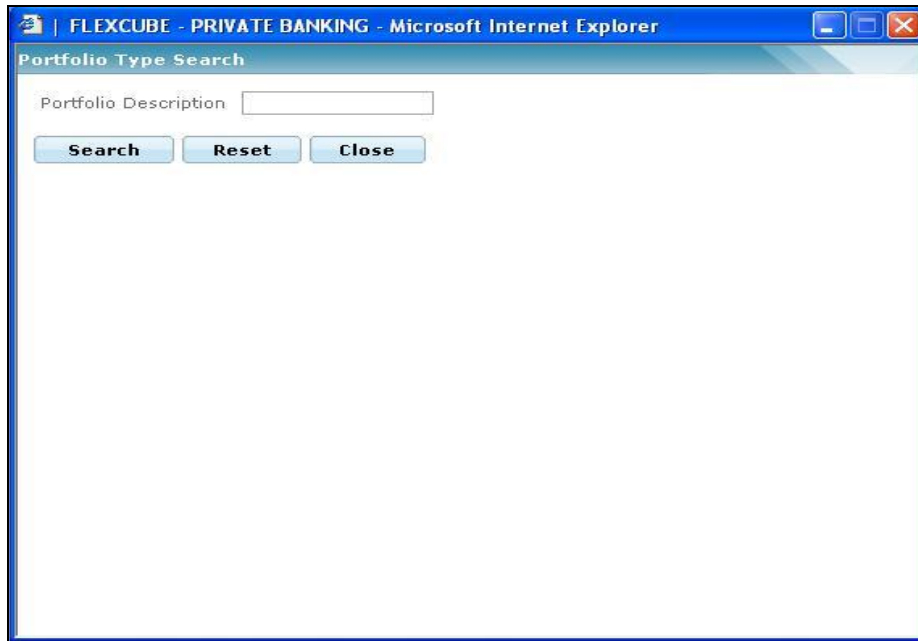 | FLEXCUBE - PRIVATE BANKING - Microsoft Internet Explorer
Portfolio Type Search
Portfolio Description
Search Reset Close